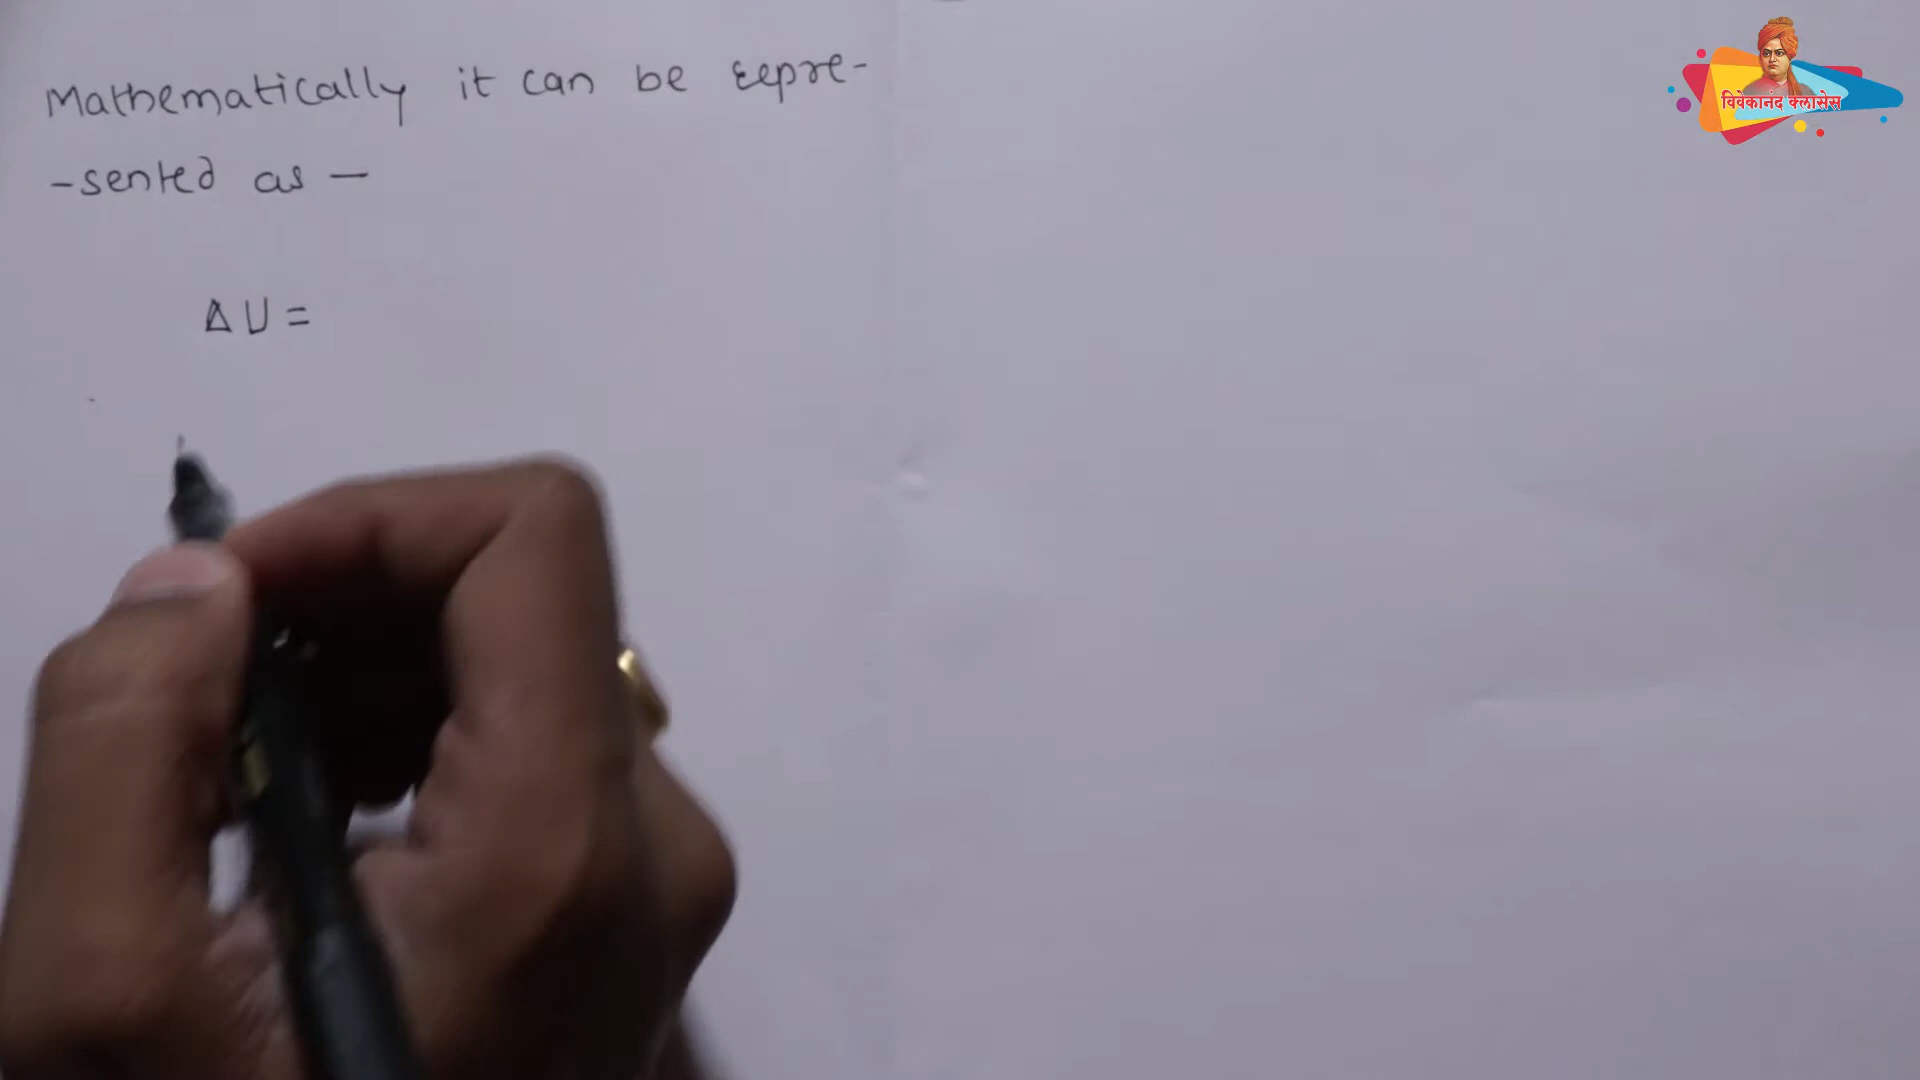 Mathematically it can be repre-
-sented as —
ΔU =
विवेकानंद क्लासेस